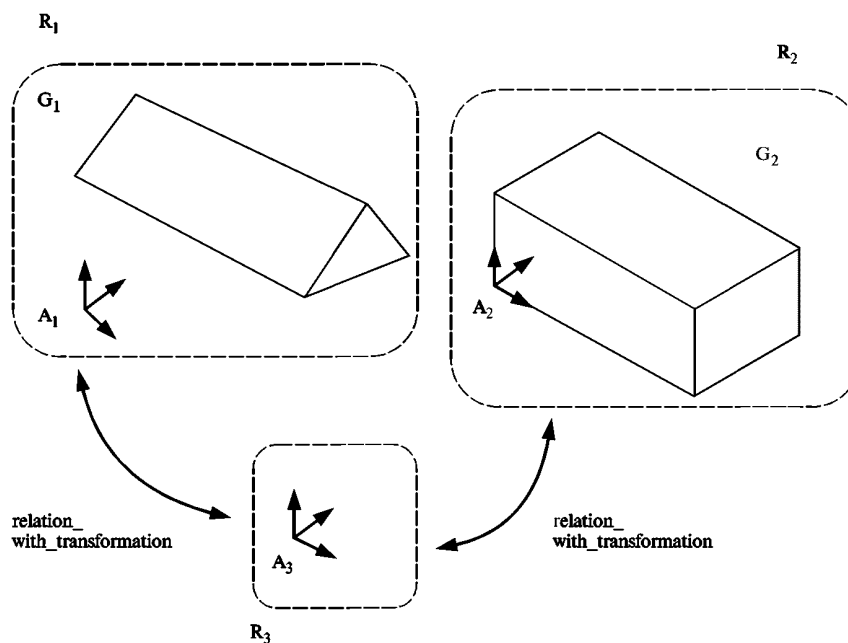 R1
R2
G1
G2
A1
A2
relation_
with_transformation
relation_
with_transformation
A3
R3